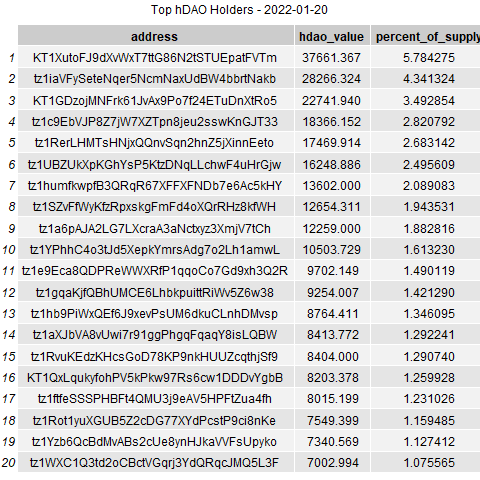 Top hDAO Holders - 2022-01-20
address hdao_value percent_of_supply
1 KT1XutoFJ9dXvWxT7ttG86N2tSTUEpatFVTm 37661.367 5.784275
2 tz1iaVFySeteNqer5NcmNaxUdBW4bbrtNakb 28266.324 4.341324
3 KT1GDzojMNFrk61JvAx9Po7f24ETuDnXtRo5 22741.940 3.492854
4 tz1c9EbVJP8Z7jW7XZTpn8jeu2sswKnGJT33 18366.152 2.820792
5 tz1RerLHMTsHNjxQQnvSqn2hnZ5jXinnEeto 17469.914 2.683142
6 tz1UBZUkXpKGhYsP5KtzDNqLLchwF4uHrGjw 16248.886 2.495609
7 tz1humfkwpfB3QRqR67XFFXFNDb7e6Ac5kHY 13602.000 2.089083
8 tz1SZvFfWyKfzRpxskgFmFd4oXQrRHz8kfWH 12654.311 1.943531
9 tz1a6pAJA2LG7LXcraA3aNctxyz3XmjV7tCh 12259.000 1.882816
10 tz1YPhhC4o3tJd5XepkYmrsAdg7o2Lh1amwL 10503.729 1.613230
11 tz1e9Eca8QDPReWWXRfP1qqoCo7Gd9xh3Q2R 9702.149 1.490119
12 tz1gqaKjfQBhUMCE6LhbkpuittRiWv5Z6w38 9254.007 1.421290
13 tz1hb9PiWxQEf6J9xevPsUM6dkuCLnhDMvsp 8764.411 1.346095
14 tz1aXJbVA8vUwi7r91ggPhgqFqaqY8isLQBW 8413.772 1.292241
15 tz1RvuKEdzKHcsGoD78KP9nkHUUZcqthjSf9 8404.000 1.290740
16 KT1QxLqukyfohPV5kPkw97Rs6cw1DDDvYgbB 8203.378 1.259928
17 tz1ftfeSSSPHBFt4QMU3j9eAV5HPFtZua4fh 8015.199 1.231026
18 tz1Rot1yuXGUB5Z2cDG77XYdPcstP9ci8nKe 7549.399 1.159485
19 tz1Yzb6QcBdMvABs2cUe8ynHJkaVVFsUpyko 7340.569 1.127412
20 tz1WXC1Q3td2oCBctVGqrj3YdQRqcJMQ5L3F 7002.994 1.075565